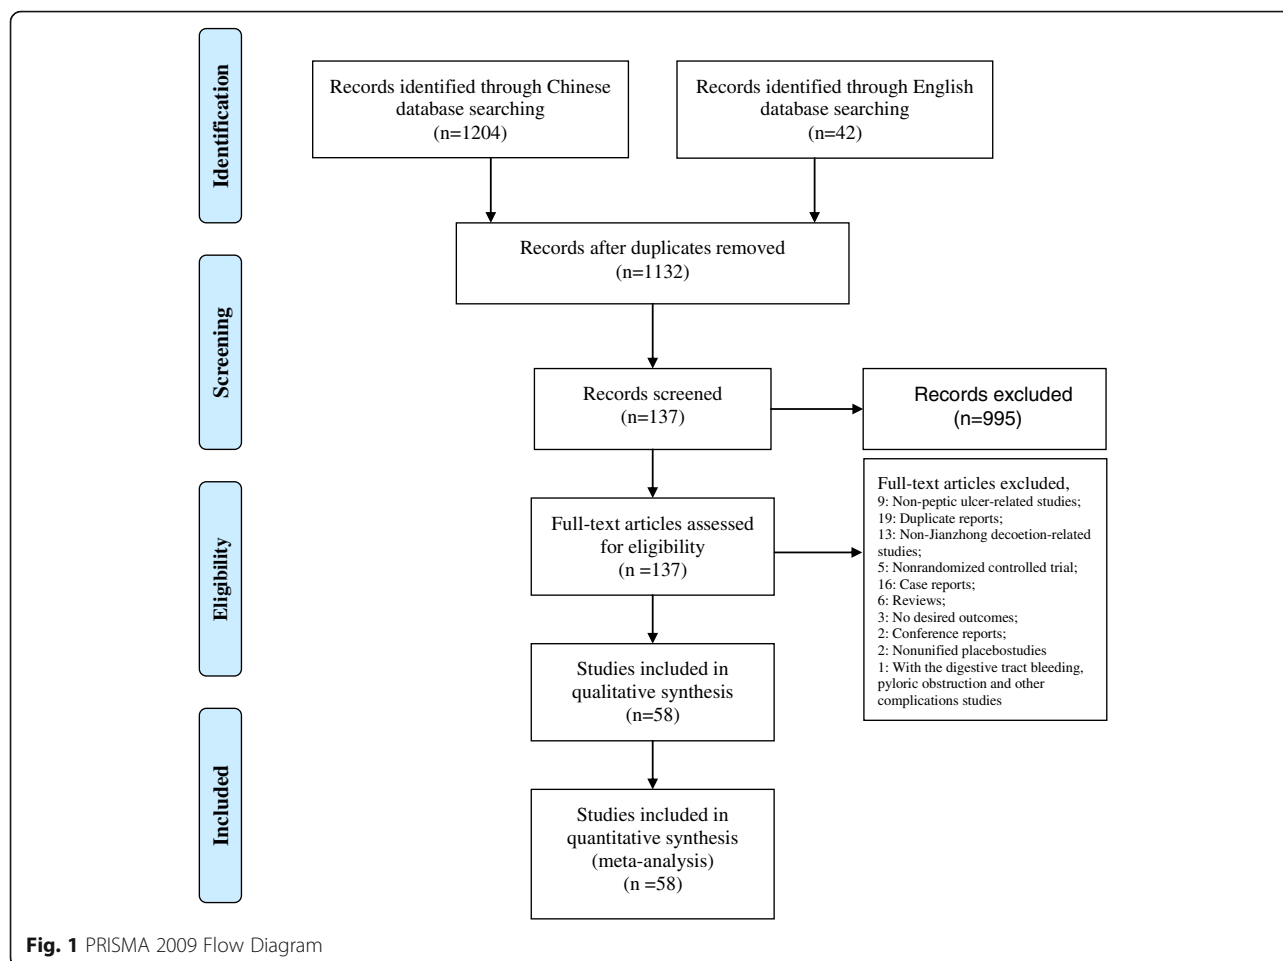 Identification
Records identified through Chinese
database searching
(n=1204)
Records identified through English
database searching
(n=42)
Records after duplicates removed
(n=1132)
Screening
Records screened
(n=137)
Records excluded
(n=995)
Eligibility
Full-text articles assessed
for eligibility
(n =137)
Full-text articles excluded,
9: Non-peptic ulcer-related studies;
19: Duplicate reports;
13: Non-Jianzhong decoetion-related
studies;
5: Nonrandomized controlled trial;
16: Case reports;
6: Reviews;
3: No desired outcomes;
2: Conference reports;
2: Nonunified placebostudies
1: With the digestive tract bleeding,
pyloric obstruction and other
complications studies
Studies included in
qualitative synthesis
(n=58)
Included
Studies included in
quantitative synthesis
(meta-analysis)
(n =58)
Fig. 1 PRISMA 2009 Flow Diagram